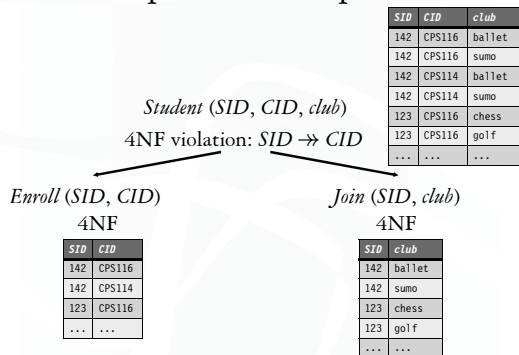 SID CID club
142 CPS116 ballet
142 CPS116 sumo
142 CPS114 ballet
142 CPS114 sumo
123 CPS116 chess
123 CPS116 golf
... ... ...
Student (SID, CID, club)
4NF violation: SID ↠ CID
Enroll (SID, CID)
4NF
SID CID
142 CPS116
142 CPS114
123 CPS116
... ...
Join (SID, club)
4NF
SID club
142 ballet
142 sumo
123 chess
123 golf
... ...